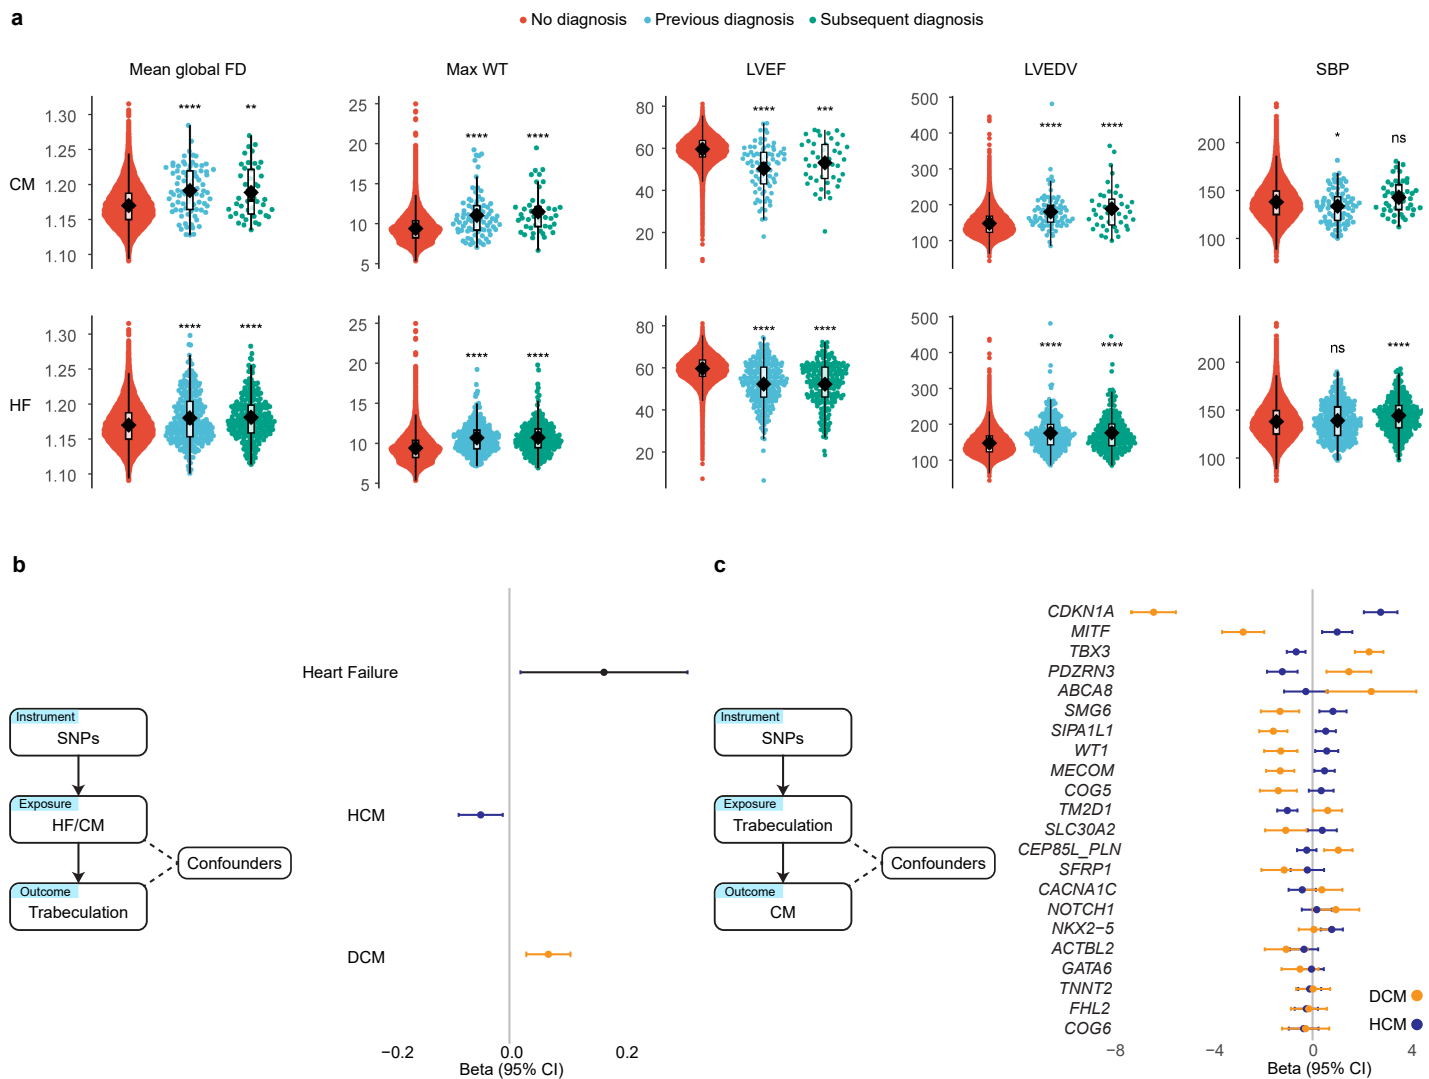 a
No diagnosis Previous diagnosis Subsequent diagnosis
Mean global FD Max WT LVEF LVEDV SBP
CM
1.30
1.25
1.20
1.15
1.10
**** **
25
20
15
10
5
**** ****
80
60
40
20
**** ***
500
400
300
200
100
**** ****
200
150
100
* ns
HF
1.30
1.25
1.20
1.15
1.10
**** ****
25
20
15
10
5
**** ****
80
60
40
20
**** ****
500
400
300
200
100
**** ****
200
150
100
ns ****
b
Instrument
SNPs
Exposure
HF/CM
Confounders
Outcome
Trabeculation
Heart Failure
HCM
DCM
−0.2 0.0 0.2
Beta (95% CI)
c
Instrument
SNPs
Exposure
Trabeculation
Confounders
Outcome
CM
CDKN1A
MITF
TBX3
PDZRN3
ABCA8
SMG6
SIPA1L1
WT1
MECOM
COG5
TM2D1
SLC30A2
CEP85L_PLN
SFRP1
CACNA1C
NOTCH1
NKX2−5
ACTBL2
GATA6
TNNT2
FHL2
COG6
DCM
HCM
−8 −4 0 4
Beta (95% CI)